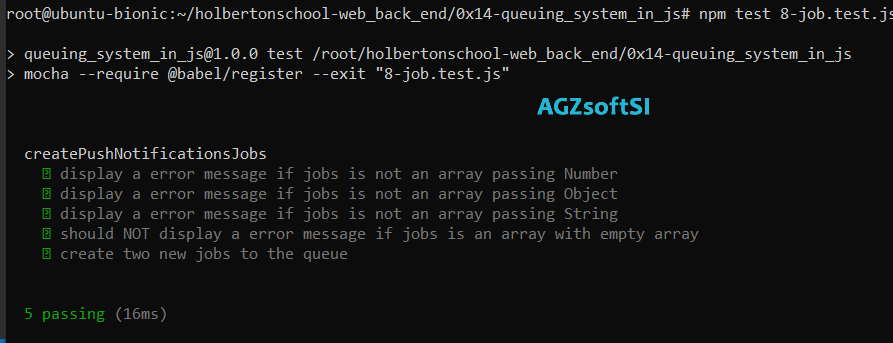 root@ubuntu-bionic:~/holbertonschool-web_back_end/0x14-queuing_system_in_js# npm test 8-job.test.js
> queuing_system_in_js@1.0.0 test /root/holbertonschool-web_back_end/0x14-queuing_system_in_js
> mocha --require @babel/register --exit "8-job.test.js"
AGZsoftSI
createPushNotificationsJobs
display a error message if jobs is not an array passing Number
display a error message if jobs is not an array passing Object
display a error message if jobs is not an array passing String
should NOT display a error message if jobs is an array with empty array
create two new jobs to the queue
5 passing (16ms)